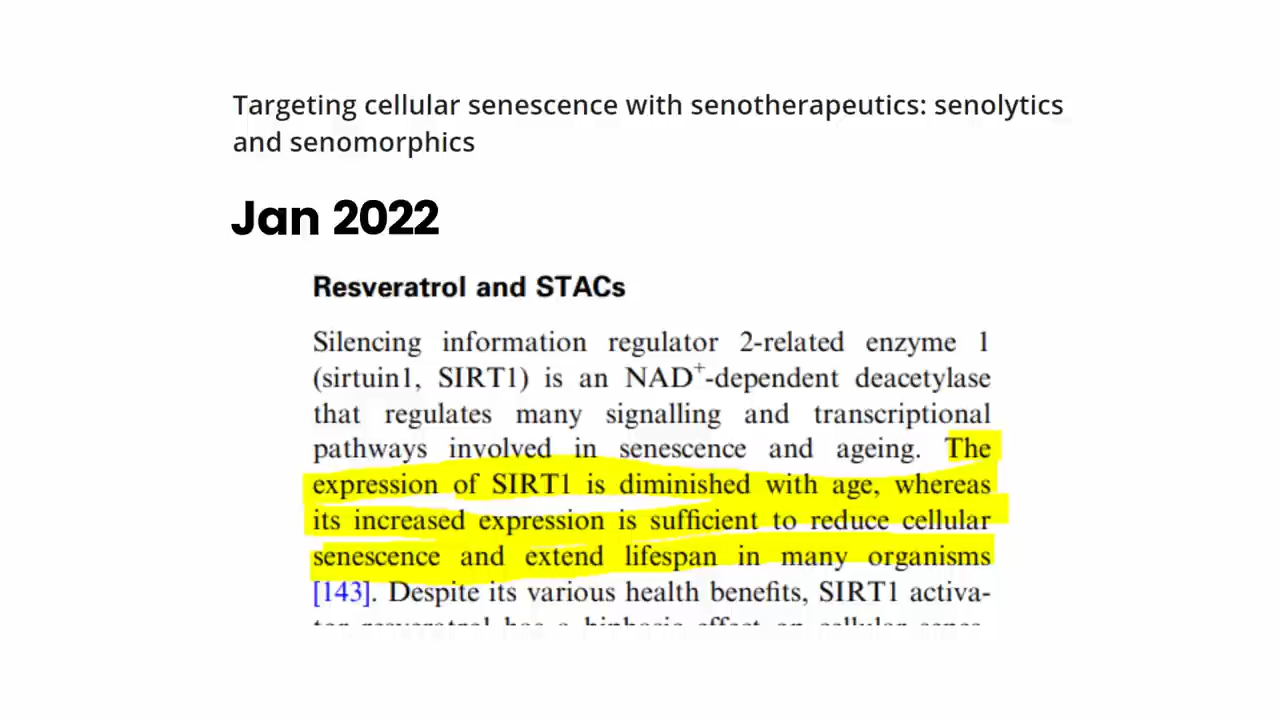 Targeting cellular senescence with senotherapeutics: senolytics
and senomorphics
Jan 2022
Resveratrol and STACs
Silencing information regulator 2-related enzyme 1
(sirtuin1, SIRT1) is an NAD⁺-dependent deacetylase
that regulates many signalling and transcriptional
pathways involved in senescence and ageing. The
expression of SIRT1 is diminished with age, whereas
its increased expression is sufficient to reduce cellular
senescence and extend lifespan in many organisms
[143]. Despite its various health benefits, SIRT1 activa-